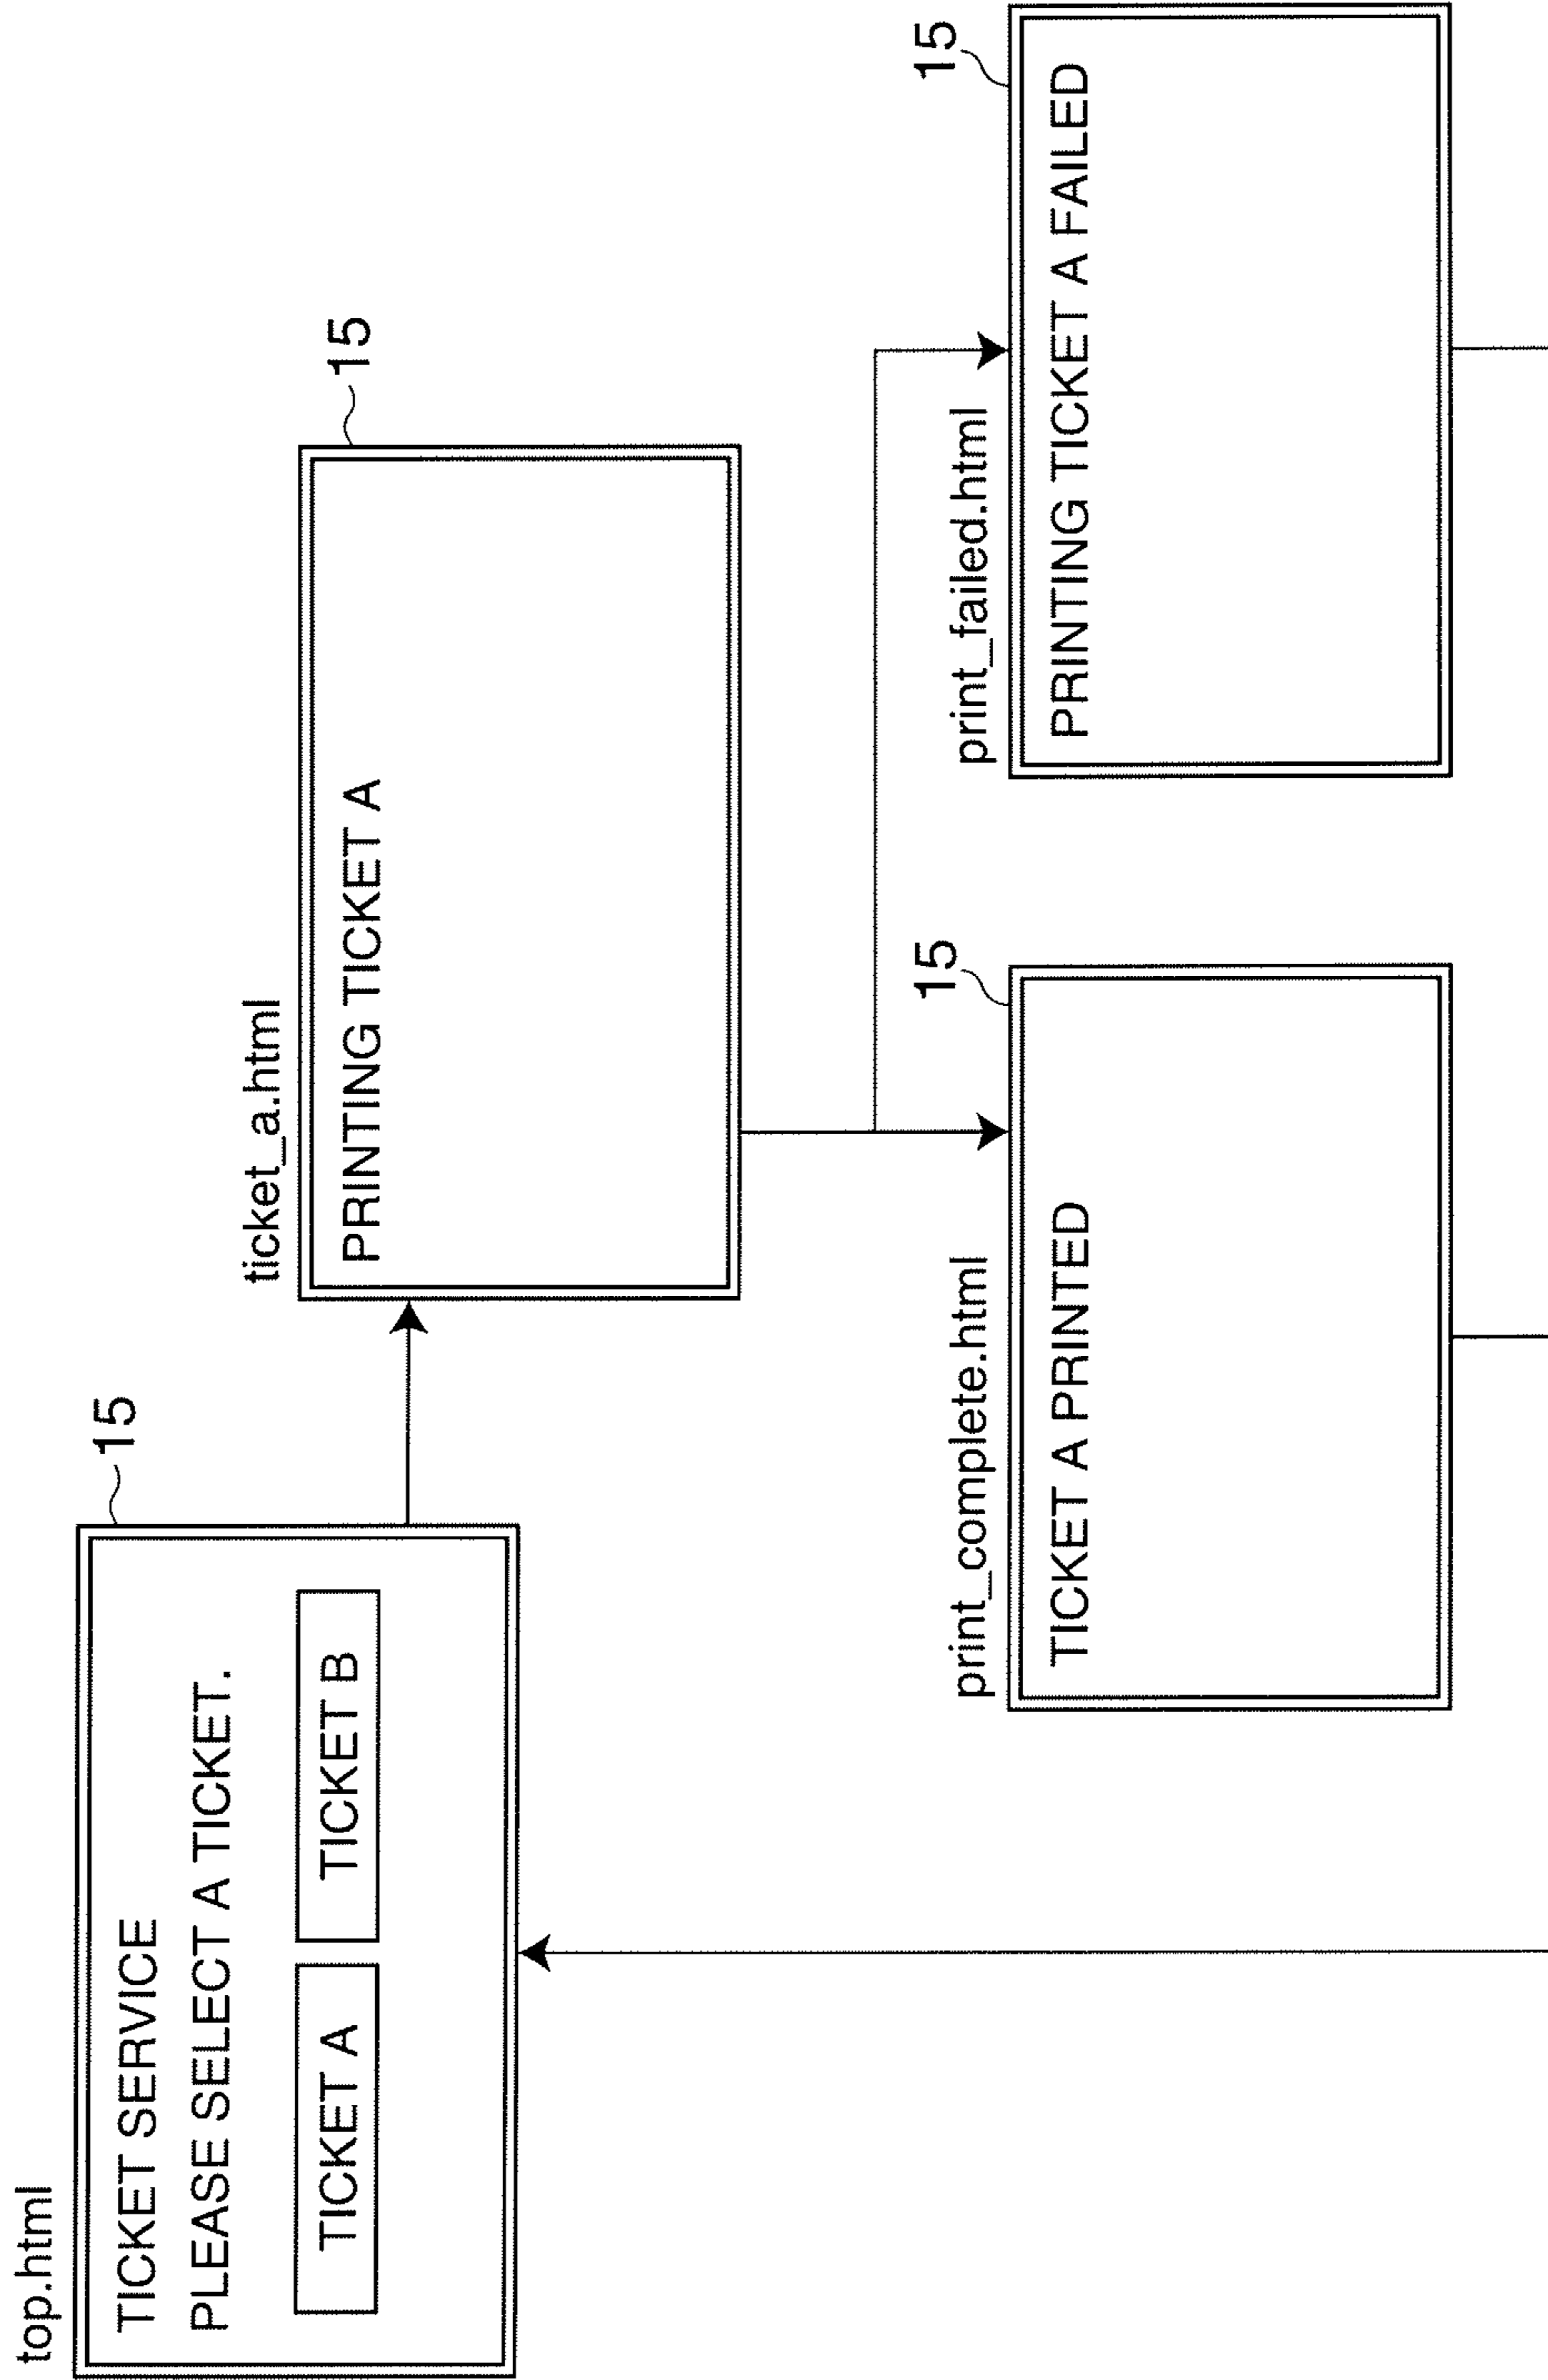 top.html
15
TICKET SERVICE
PLEASE SELECT A TICKET.
TICKET A
TICKET B
ticket_a.html
15
PRINTING TICKET A
print_complete.html
15
TICKET A PRINTED
print_failed.html
15
PRINTING TICKET A FAILED